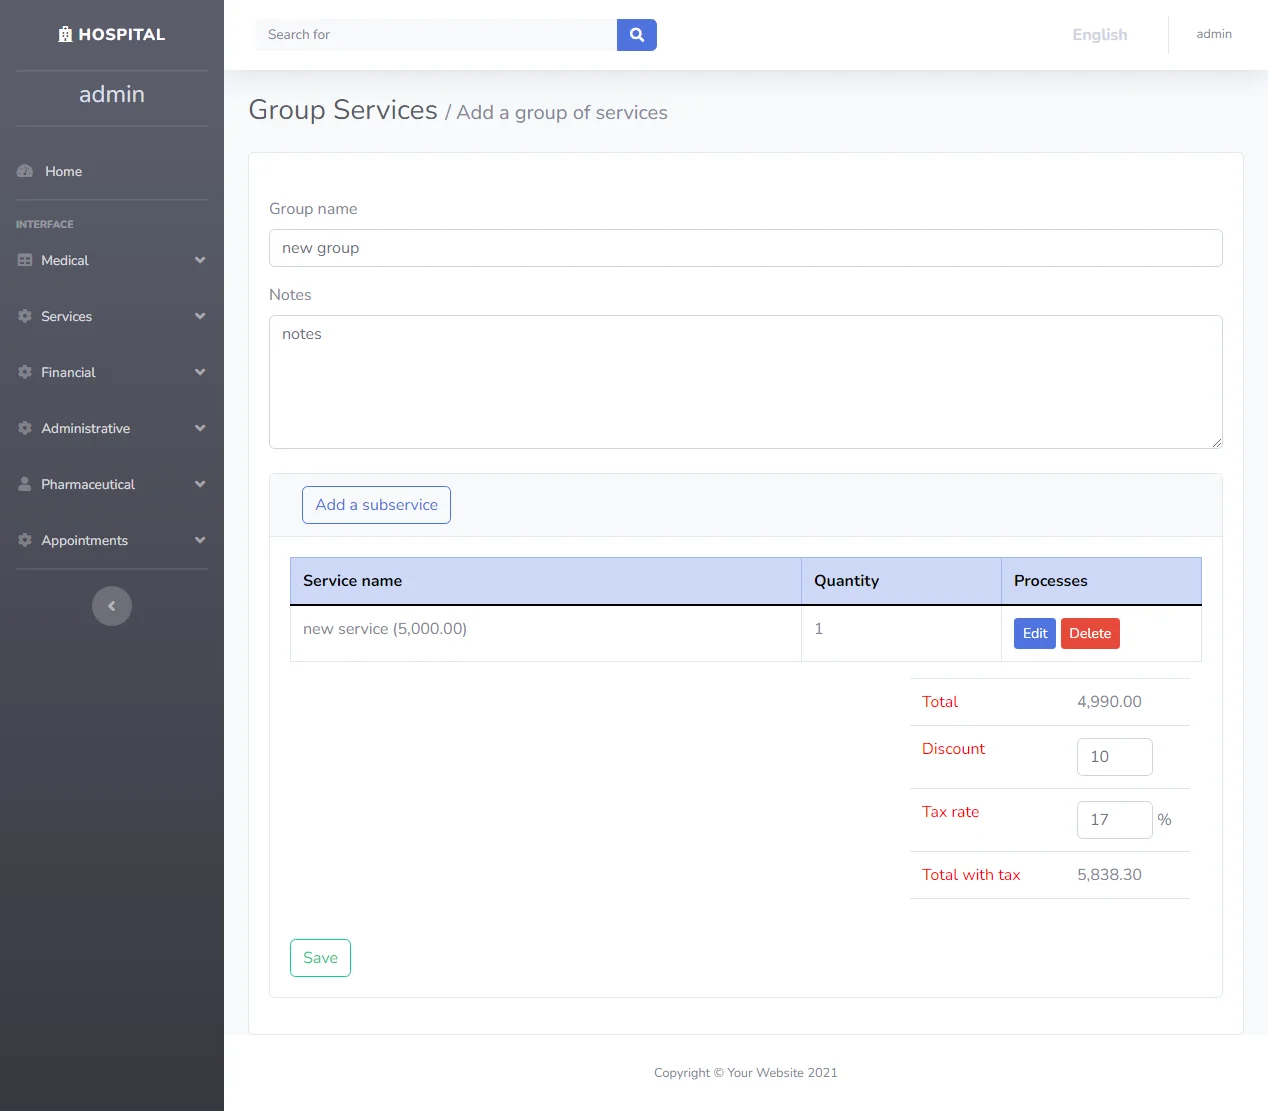 HOSPITAL
admin
Home
INTERFACE
Medical
Services
Financial
Administrative
Pharmaceutical
Appointments
Search for
English
admin
Group Services / Add a group of services
Group name
new group
Notes
notes
Add a subservice
Service name Quantity Processes
new service (5,000.00) 1 Edit Delete
Total 4,990.00
Discount 10
Tax rate 17 %
Total with tax 5,838.30
Save
Copyright © Your Website 2021